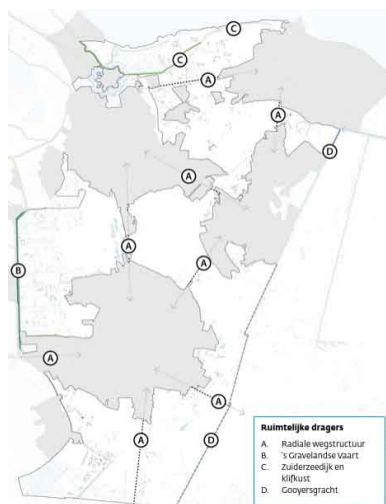 C
C
A
A
D
A
A
A
B
A
A
A
D
Ruimtelijke dragers
A. Radiale wegstructuur
B. 's Gravelandse Vaart
C. Zuiderzeedijk en
klifkust
D. Gooyersgracht